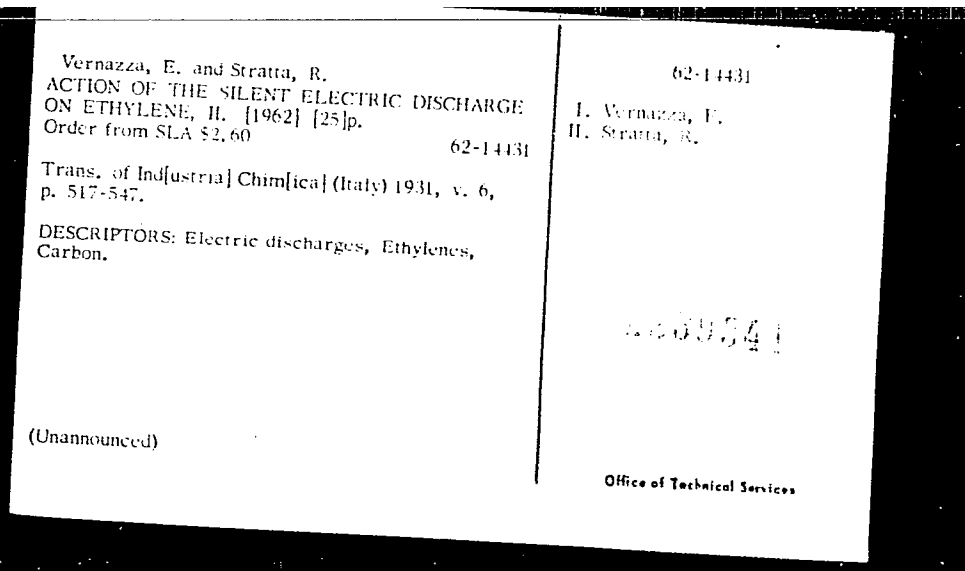 Vernazza, E. and Stratta, R.
ACTION OF THE SILENT ELECTRIC DISCHARGE
ON ETHYLENE, II. [1962] [25]p.
Order from SLA $2.60
62-14431
Trans. of Ind[ustria] Chim[ica] (Italy) 1931, v. 6,
p. 517-547.
DESCRIPTORS: Electric discharges, Ethylenes,
Carbon.
(Unannounced)
62-14431
I. Vernazza, E.
II. Stratta, R.
Office of Technical Services